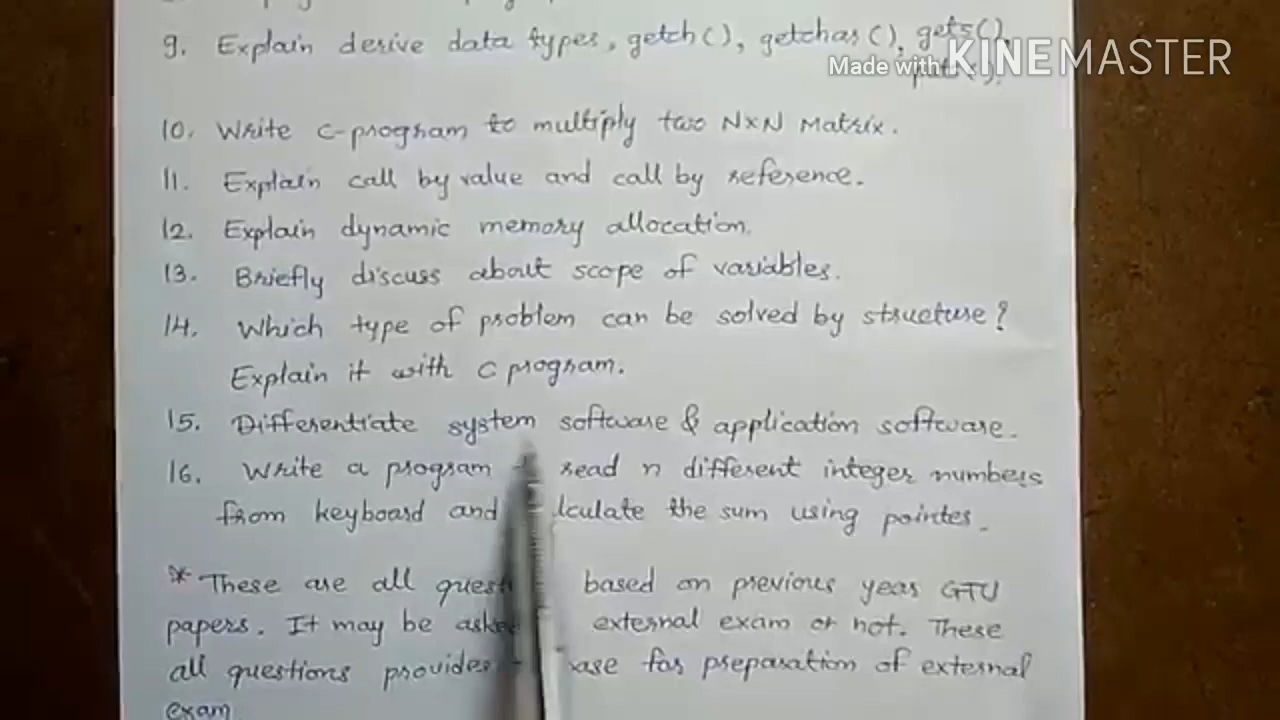 9. Explain derive data types, getch(), getchar(), gets(),
Made with KINEMASTER
10. Write C-program to multiply two NXN Matrix.
11. Explain call by value and call by reference.
12. Explain dynamic memory allocation.
13. Briefly discuss about scope of variables.
14. Which type of problem can be solved by structure?
Explain it with C program.
15. Differentiate system software & application software.
16. Write a program read n different integer numbers
from keyboard and the sum using pointer.
* These are all based on previous year GTU
papers. It may be external exam or not. These
all questions provides for preparation of external
exam